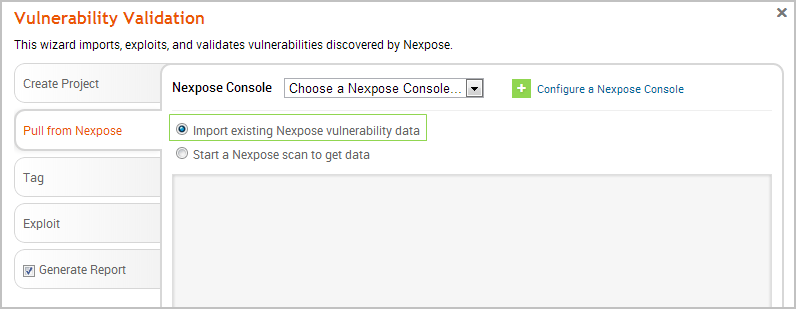 Vulnerability Validation
This wizard imports, exploits, and validates vulnerabilities discovered by Nexpose.
Create Project
Pull from Nexpose
Tag
Exploit
Generate Report
Nexpose Console Choose a Nexpose Console... Configure a Nexpose Console
Import existing Nexpose vulnerability data
Start a Nexpose scan to get data